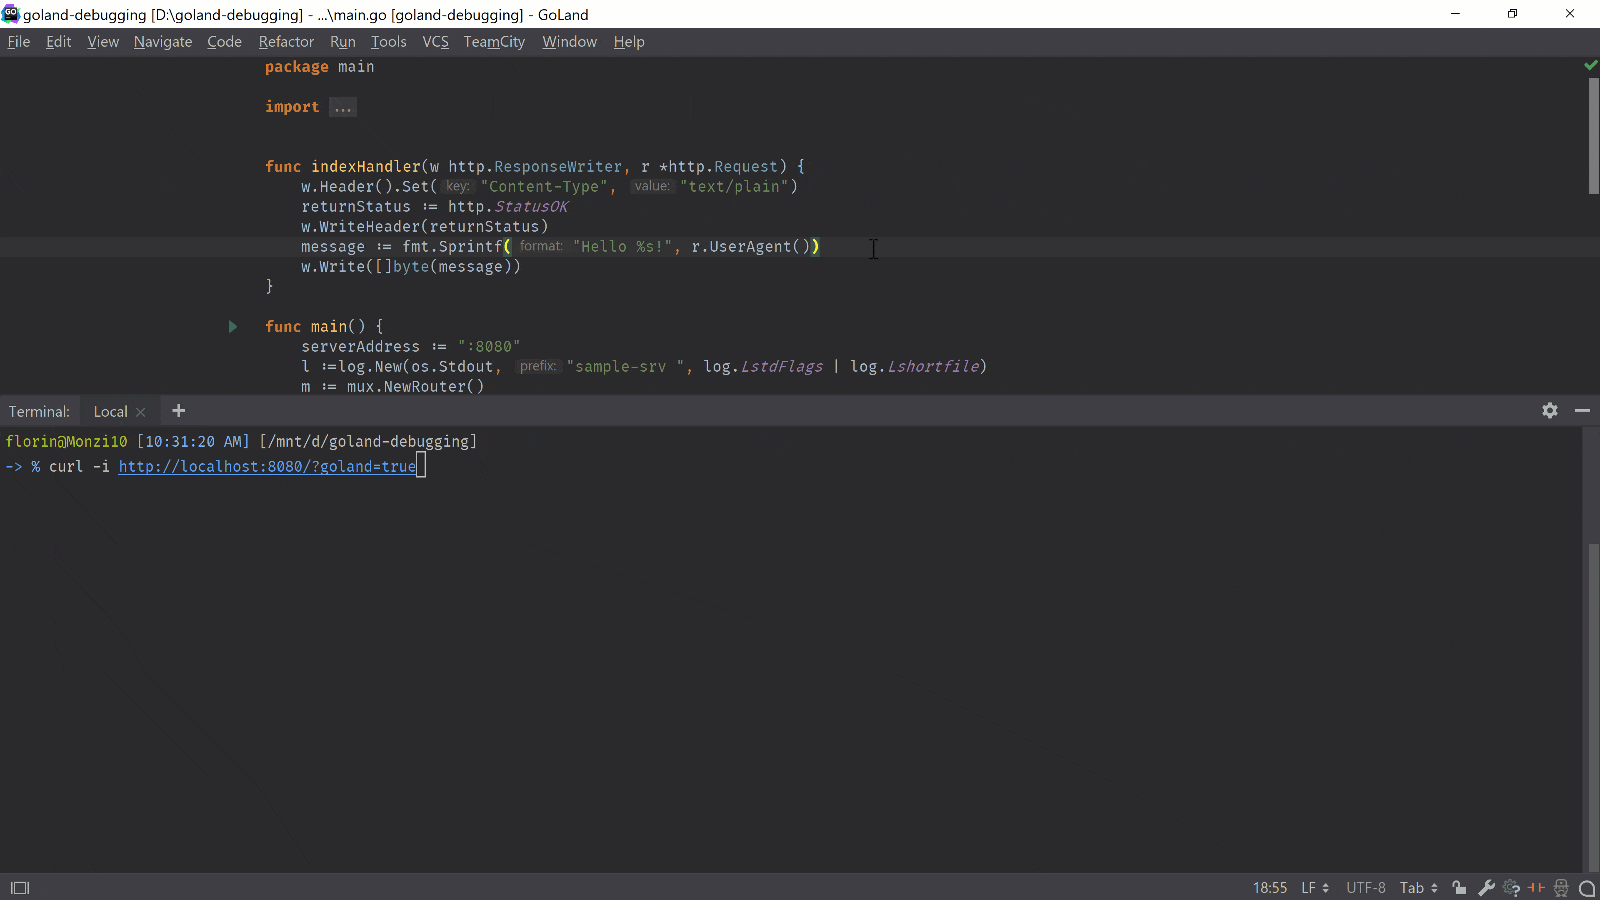 GO goland-debugging [D:\goland-debugging] - ...\main.go [goland-debugging] - GoLand
File Edit View Navigate Code Refactor Run Tools VCS TeamCity Window Help
package main
import ...
func indexHandler(w http.ResponseWriter, r *http.Request) {
w.Header().Set( key: "Content-Type", value: "text/plain")
returnStatus := http.StatusOK
w.WriteHeader(returnStatus)
message := fmt.Sprintf( format: "Hello %s!", r.UserAgent())
w.Write([]byte(message))
}
func main() {
serverAddress := ":8080"
l :=log.New(os.Stdout, prefix: "sample-srv ", log.LstdFlags | log.Lshortfile)
m := mux.NewRouter()
Terminal: Local × +
florin@Monzi10 [10:31:20 AM] [/mnt/d/goland-debugging]
-> % curl -i http://localhost:8080/?goland=true
18:55 LF UTF-8 Tab